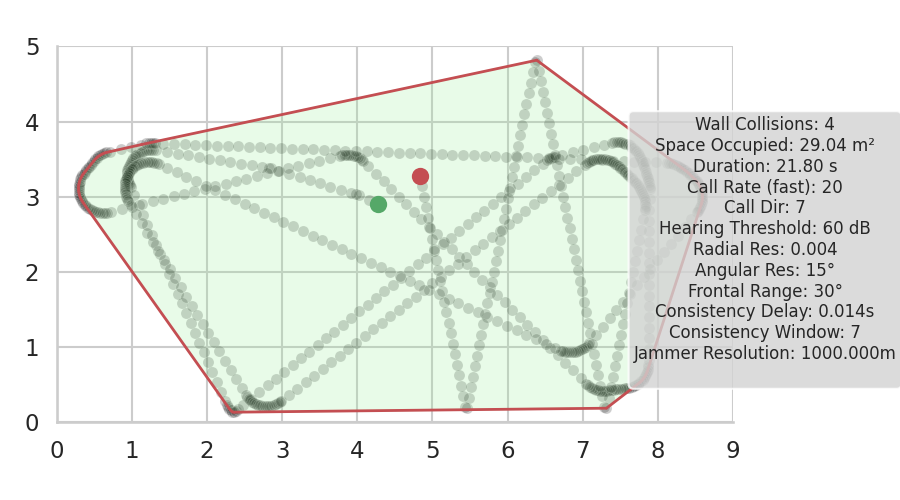 5
4
3
2
1
0
0 1 2 3 4 5 6 7 8 9
Wall Collisions: 4
Space Occupied: 29.04 m²
Duration: 21.80 s
Call Rate (fast): 20
Call Dir: 7
Hearing Threshold: 60 dB
Radial Res: 0.004
Angular Res: 15°
Frontal Range: 30°
Consistency Delay: 0.014s
Consistency Window: 7
Jammer Resolution: 1000.000m